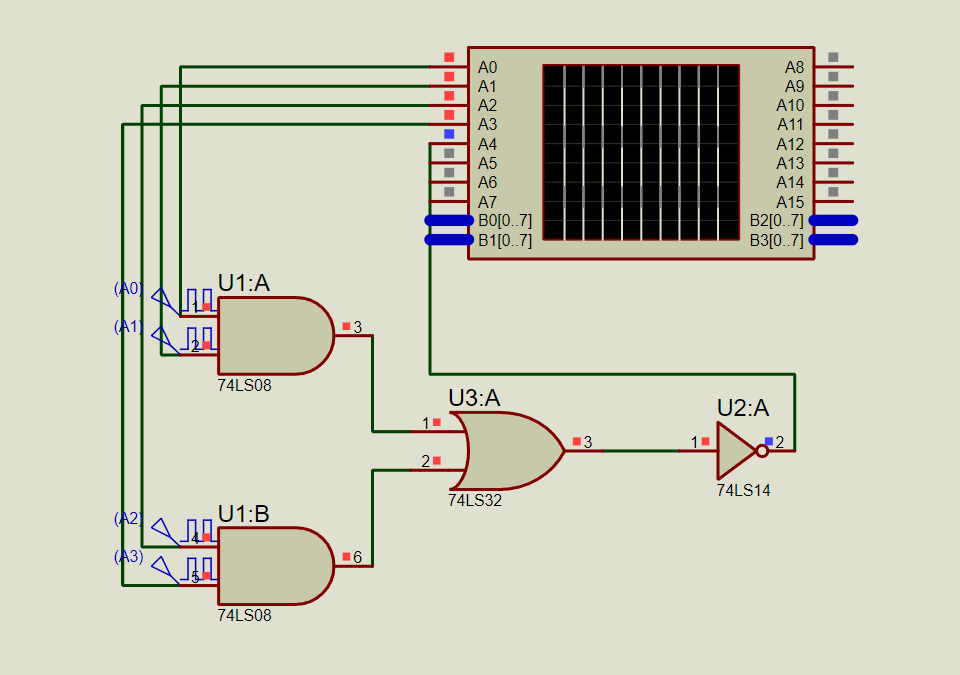 A0 A8
A1 A9
A2 A10
A3 A11
A4 A12
A5 A13
A6 A14
A7 A15
B0[0..7] B2[0..7]
B1[0..7] B3[0..7]
U1:A
(A0)
1
3
(A1)
2
74LS08
U3:A
1
3
2
74LS32
U2:A
1
2
74LS14
U1:B
(A2)
4
6
(A3)
5
74LS08